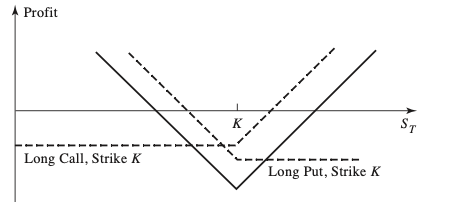 Profit
K
S_T
Long Call, Strike K
Long Put, Strike K